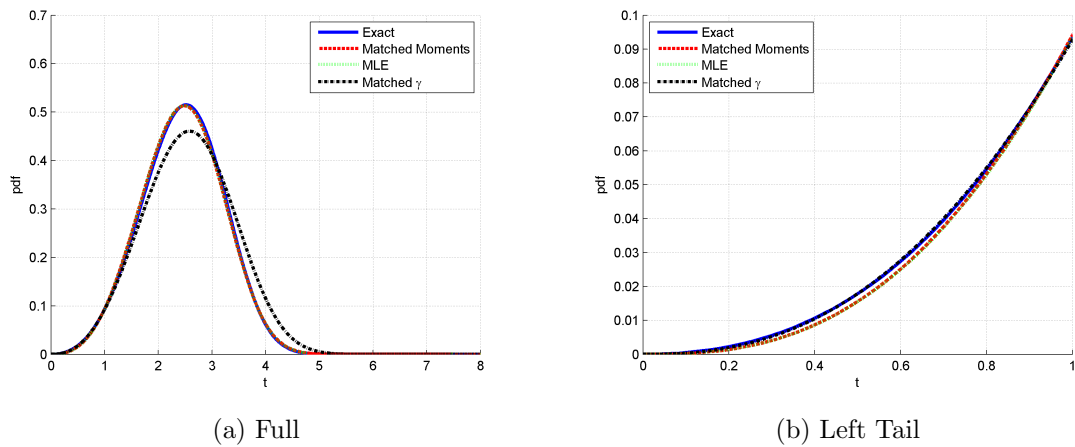 0.7
0.6
0.5
0.4
0.3
0.2
0.1
0
pdf
0 1 2 3 4 5 6 7 8
t
Exact
Matched Moments
MLE
Matched γ
(a) Full
0.1
0.09
0.08
0.07
0.06
0.05
0.04
0.03
0.02
0.01
0
pdf
0 0.2 0.4 0.6 0.8 1
t
Exact
Matched Moments
MLE
Matched γ
(b) Left Tail